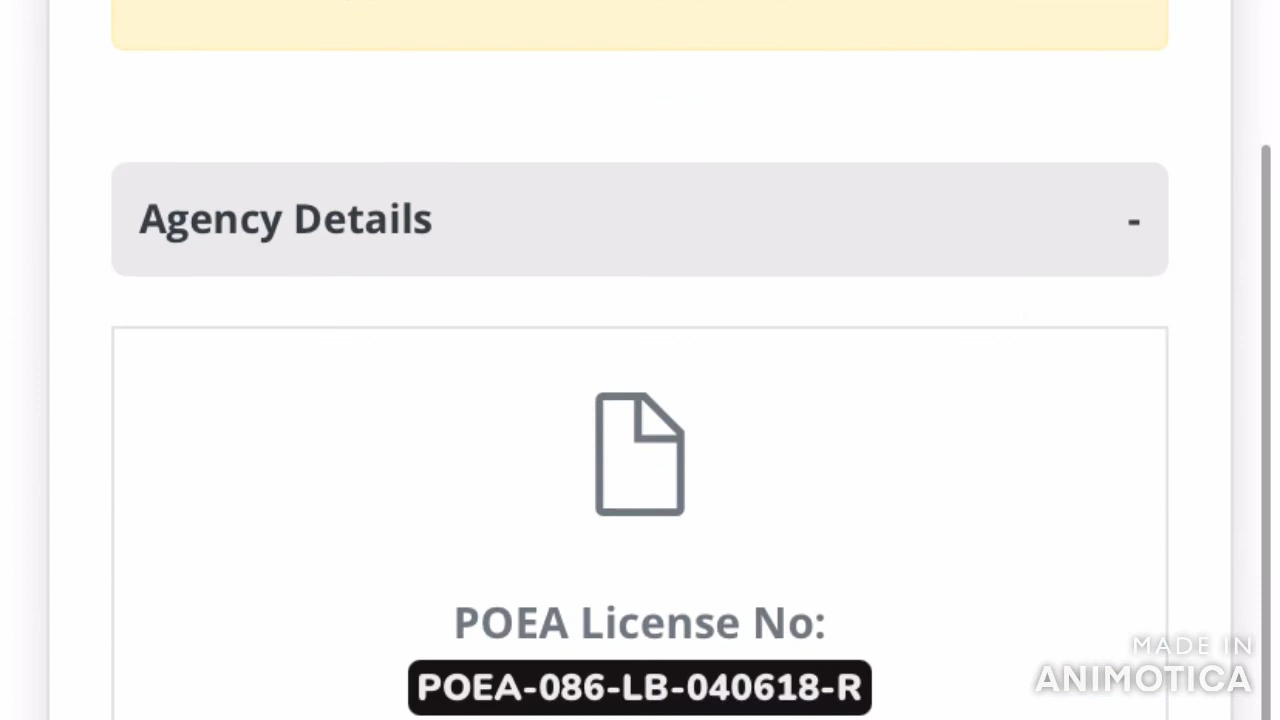 Agency Details -
POEA License No:
POEA-086-LB-040618-R
MADE IN
ANIMOTICA